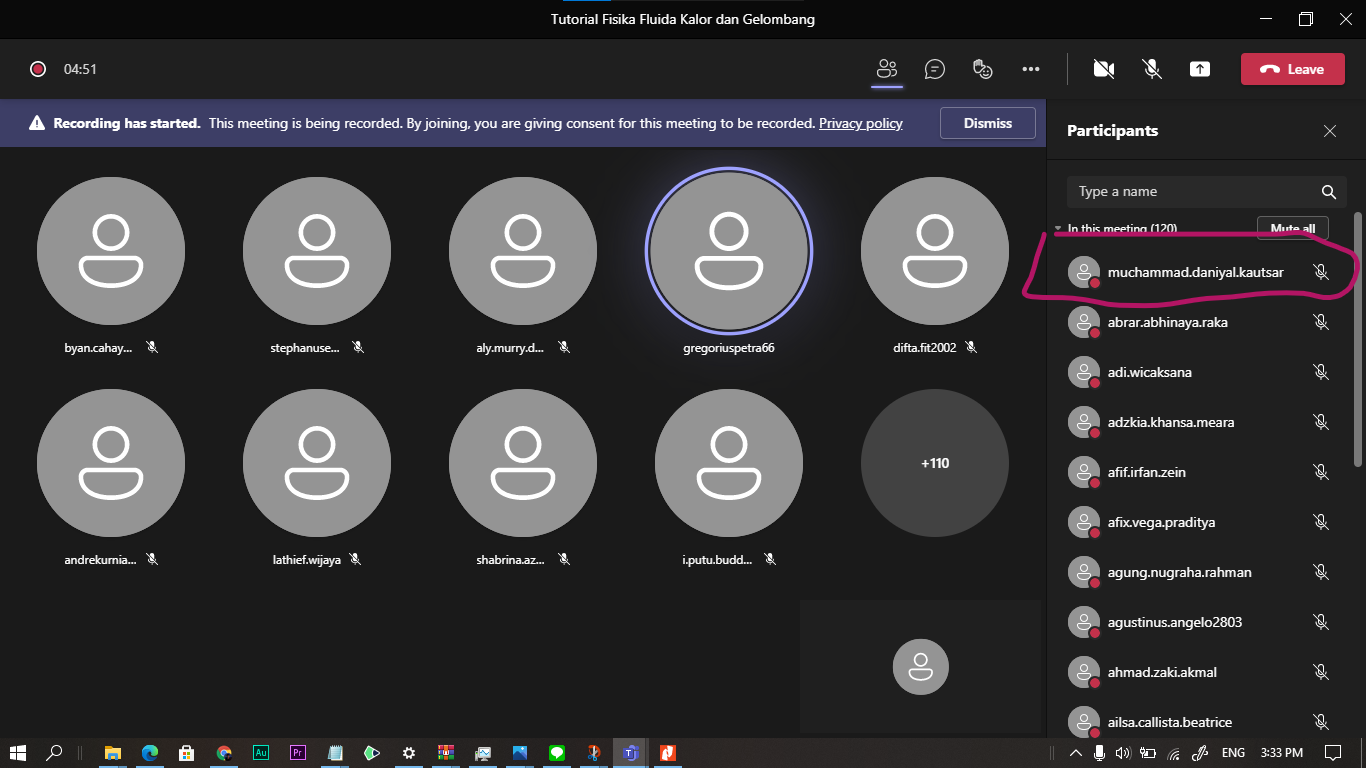 Tutorial Fisika Fluida Kalor dan Gelombang
04:51
Leave
Recording has started. This meeting is being recorded. By joining, you are giving consent for this meeting to be recorded. Privacy policy
Dismiss
byan.cahay...
stephanuse...
aly.murry.d...
gregoriuspetra66
difta.fit2002
andrekurnia...
lathief.wijaya
shabrina.az...
i.putu.budd...
+110
Participants
Type a name
In this meeting (120)
Mute all
muchammad.daniyal.kautsar
abrar.abhinaya.raka
adi.wicaksana
adzkia.khansa.meara
afif.irfan.zein
afix.vega.praditya
agung.nugraha.rahman
agustinus.angelo2803
ahmad.zaki.akmal
ailsa.callista.beatrice
Au
Pr
ENG
3:33 PM